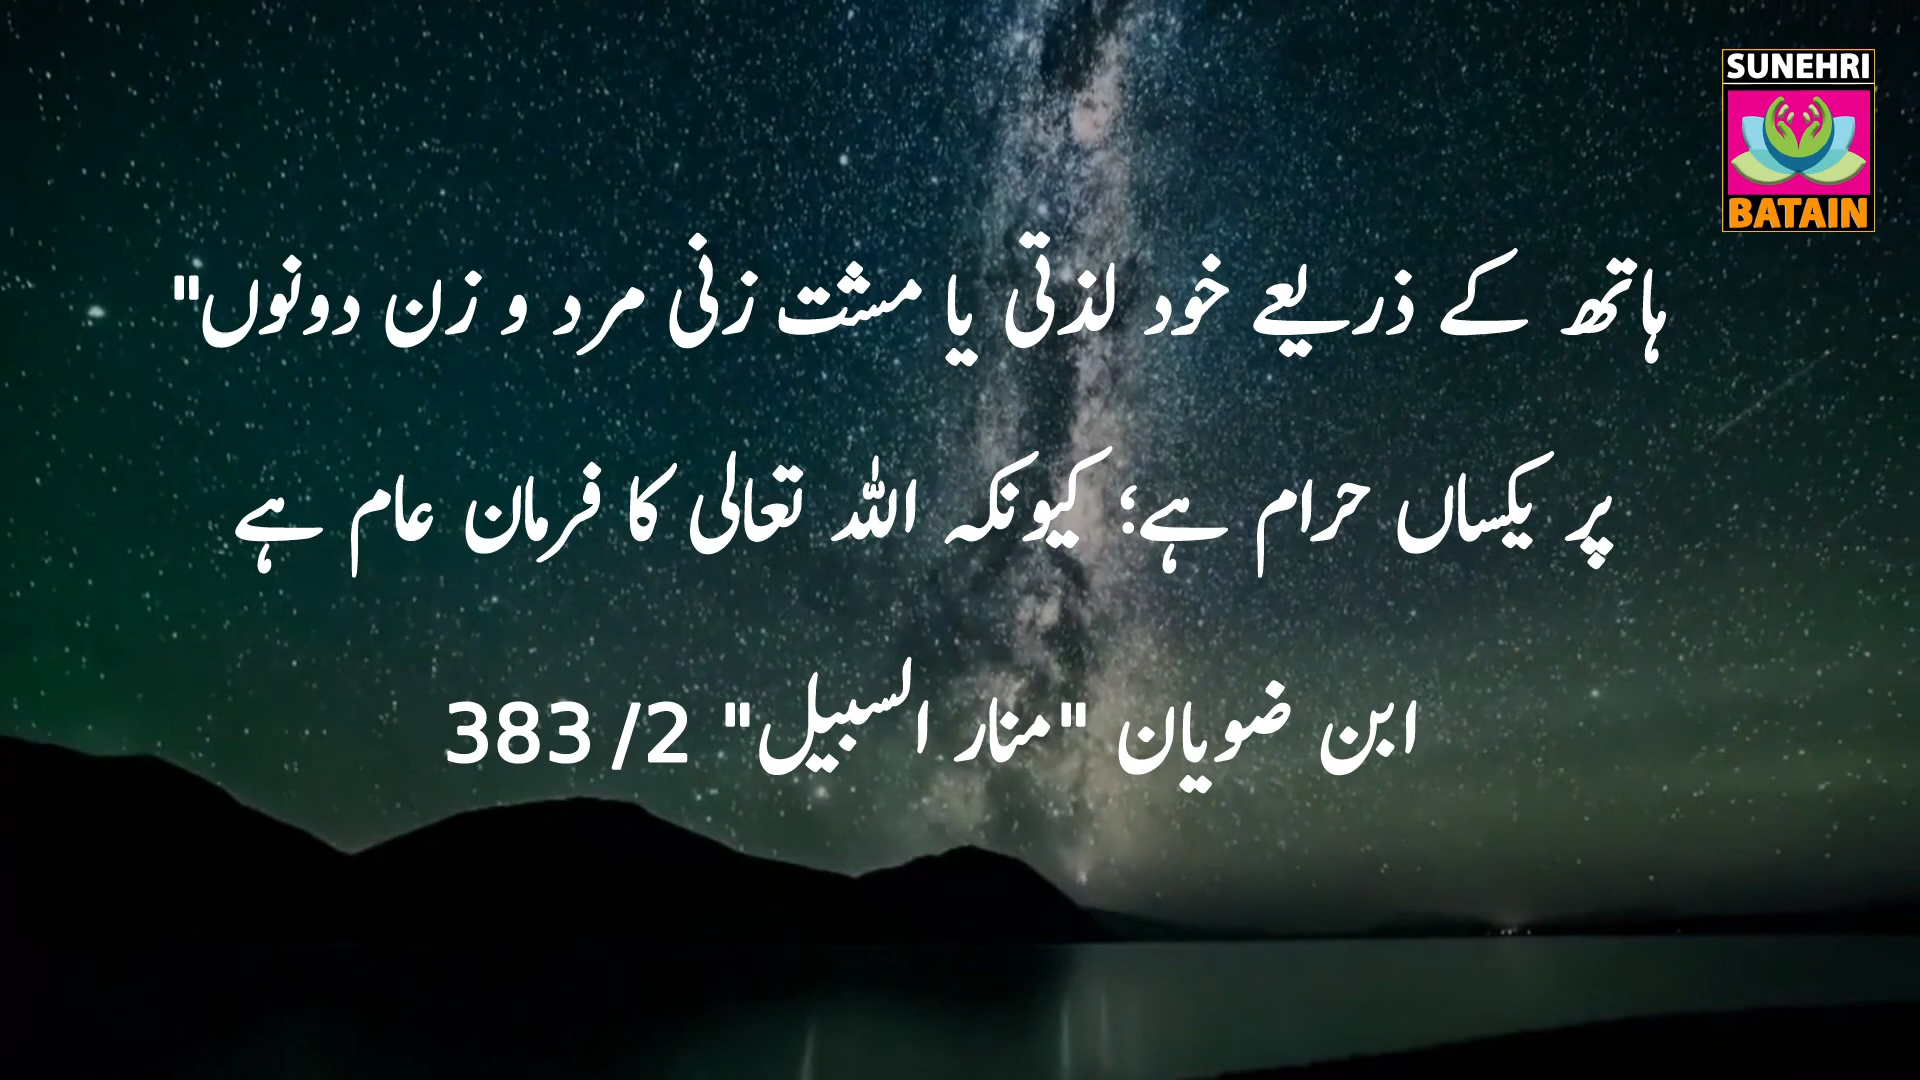 SUNEHRI
BATAIN
ہاتھ کے ذریعے خود لذتی یا مشت زنی مرد و زن دونوں"
پر یکساں حرام ہے؛ کیونکہ اللہ تعالی کا فرمان عام ہے
ابن ضویان "منار السبیل" 2/ 383